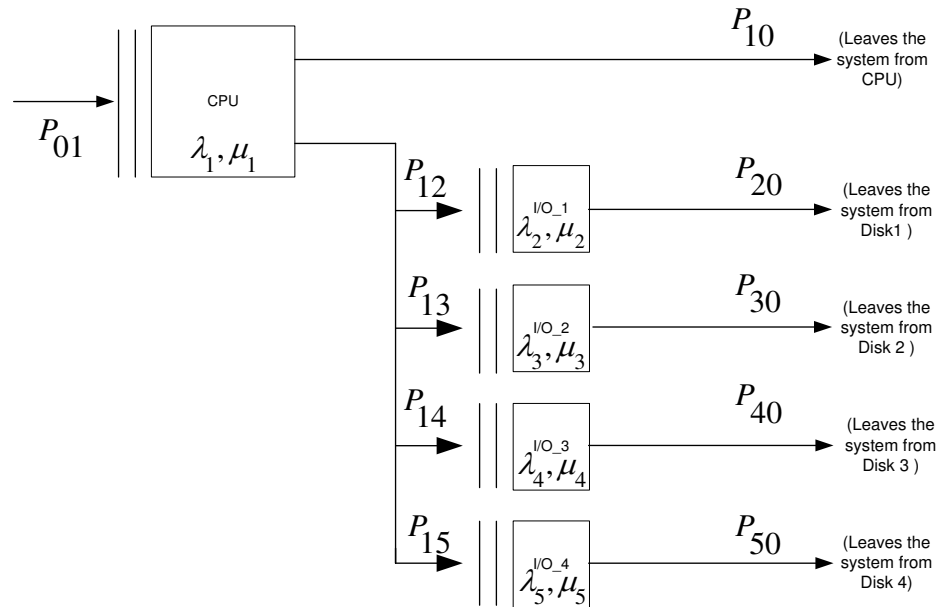 P10
(Leaves the
system from
CPU)
CPU
P01
λ1, μ1
P12
I/O_1
λ2, μ2
P20
(Leaves the
system from
Disk1 )
P13
I/O_2
λ3, μ3
P30
(Leaves the
system from
Disk 2 )
P14
I/O_3
λ4, μ4
P40
(Leaves the
system from
Disk 3 )
P15
I/O_4
λ5, μ5
P50
(Leaves the
system from
Disk 4)